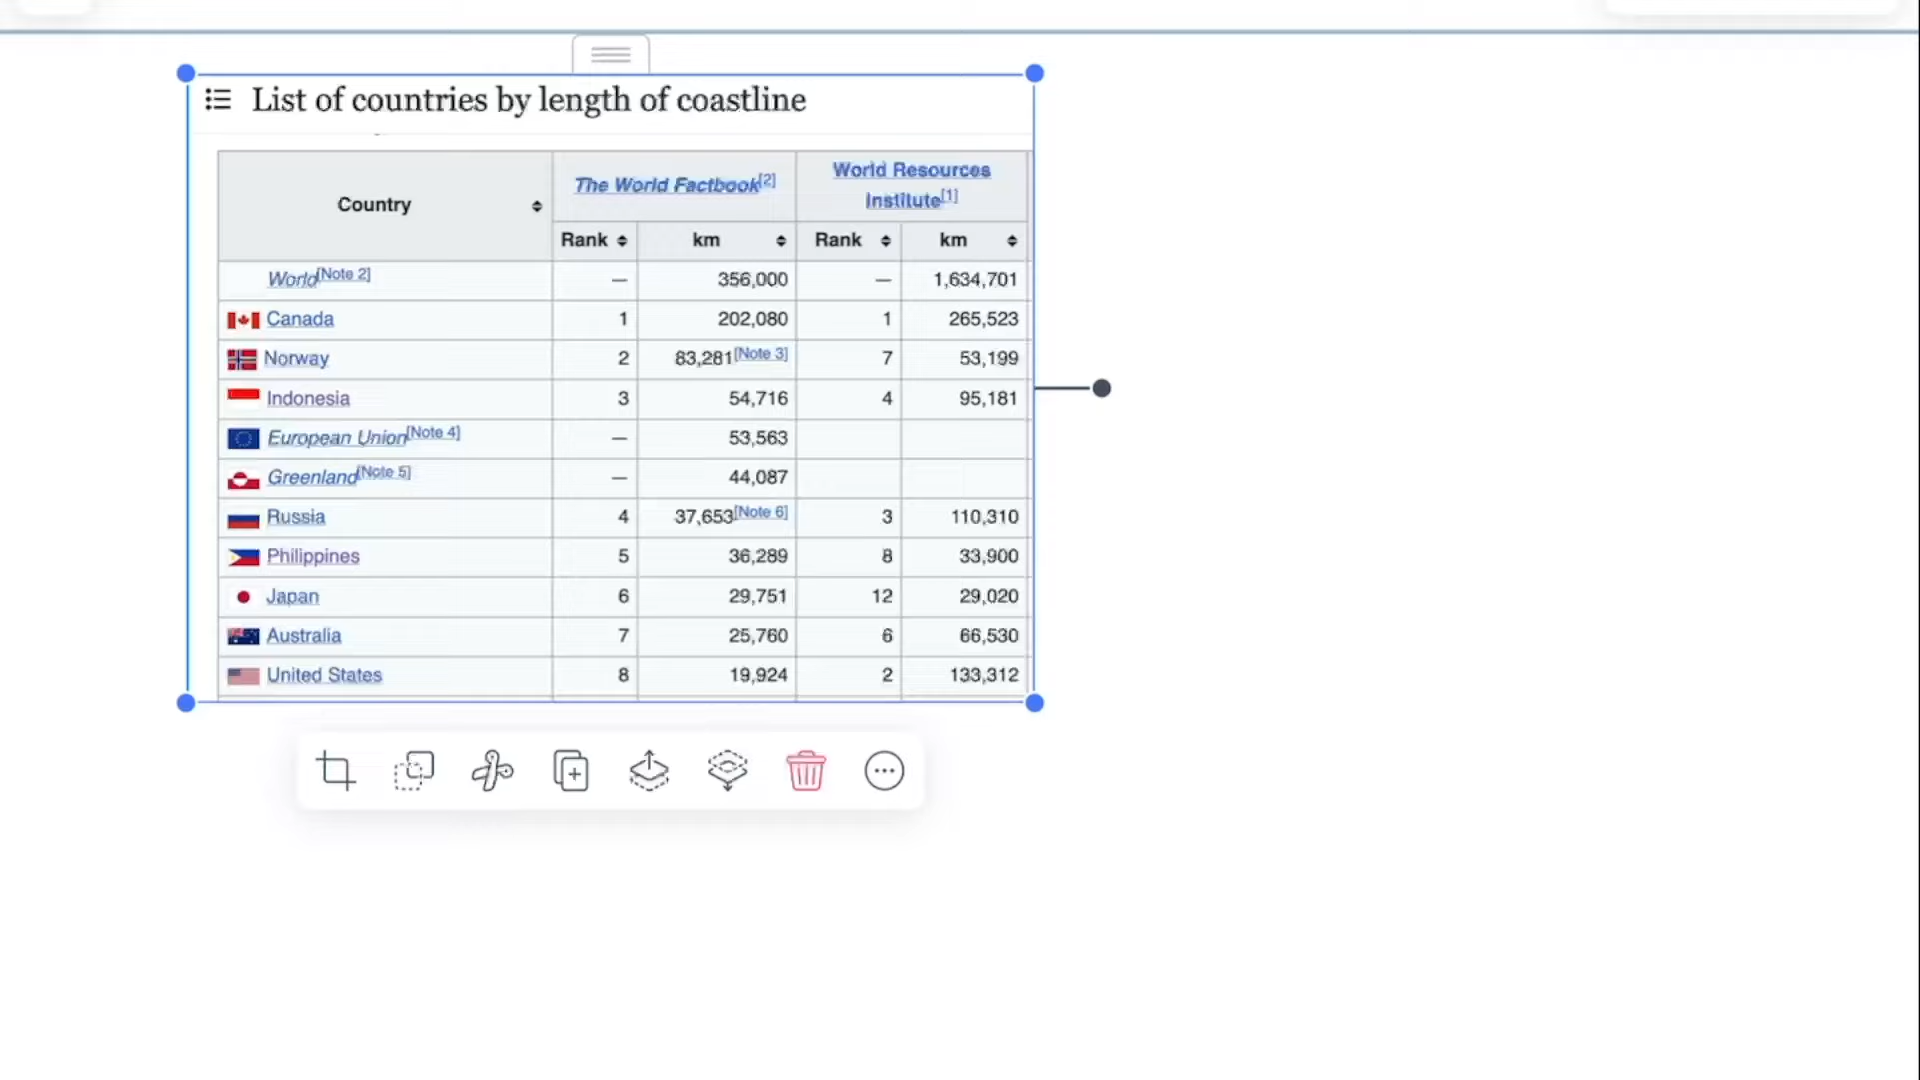 List of countries by length of coastline
Country The World Factbook[2] World Resources Institute[1]
Rank km Rank km
World[Note 2] — 356,000 — 1,634,701
Canada 1 202,080 1 265,523
Norway 2 83,281[Note 3] 7 53,199
Indonesia 3 54,716 4 95,181
European Union[Note 4] — 53,563
Greenland[Note 5] — 44,087
Russia 4 37,653[Note 6] 3 110,310
Philippines 5 36,289 8 33,900
Japan 6 29,751 12 29,020
Australia 7 25,760 6 66,530
United States 8 19,924 2 133,312